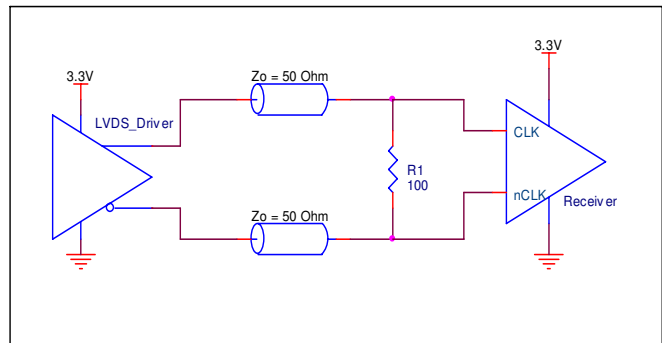 3.3V
LVDS_Driver
Zo = 50 Ohm
R1
100
Zo = 50 Ohm
3.3V
CLK
nCLK
Receiver